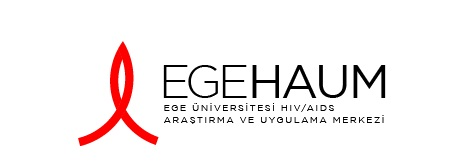 EGEHAUM
EGE ÜNİVERSİTESİ HIV/AIDS
ARAŞTIRMA VE UYGULAMA MERKEZİ